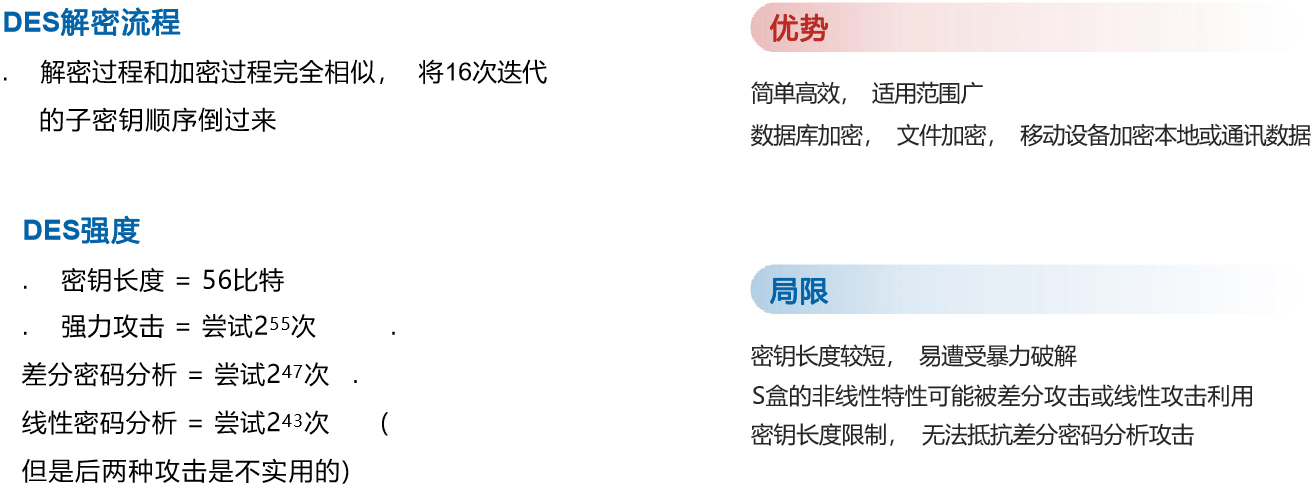 DES解密流程
. 解密过程和加密过程完全相似， 将16次迭代
的子密钥顺序倒过来
DES强度
. 密钥长度 = 56比特
. 强力攻击 = 尝试2⁵⁵次 .
差分密码分析 = 尝试2⁴⁷次 .
线性密码分析 = 尝试2⁴³次 (
但是后两种攻击是不实用的)
优势
简单高效， 适用范围广
数据库加密， 文件加密， 移动设备加密本地或通讯数据
局限
密钥长度较短， 易遭受暴力破解
S盒的非线性特性可能被差分攻击或线性攻击利用
密钥长度限制， 无法抵抗差分密码分析攻击